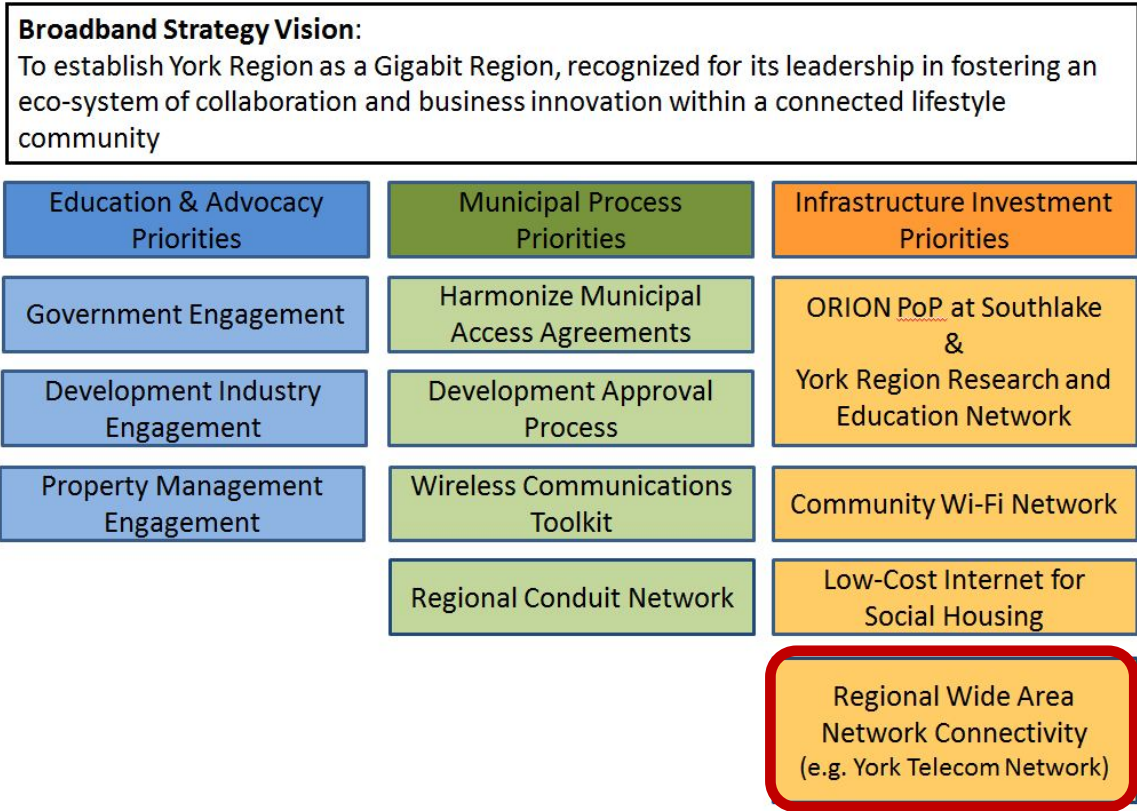 Broadband Strategy Vision:
To establish York Region as a Gigabit Region, recognized for its leadership in fostering an
eco-system of collaboration and business innovation within a connected lifestyle
community
Education & Advocacy
Priorities
Government Engagement
Development Industry
Engagement
Property Management
Engagement
Municipal Process
Priorities
Harmonize Municipal
Access Agreements
Development Approval
Process
Wireless Communications
Toolkit
Regional Conduit Network
Infrastructure Investment
Priorities
ORION PoP at Southlake
&
York Region Research and
Education Network
Community Wi-Fi Network
Low-Cost Internet for
Social Housing
Regional Wide Area
Network Connectivity
(e.g. York Telecom Network)